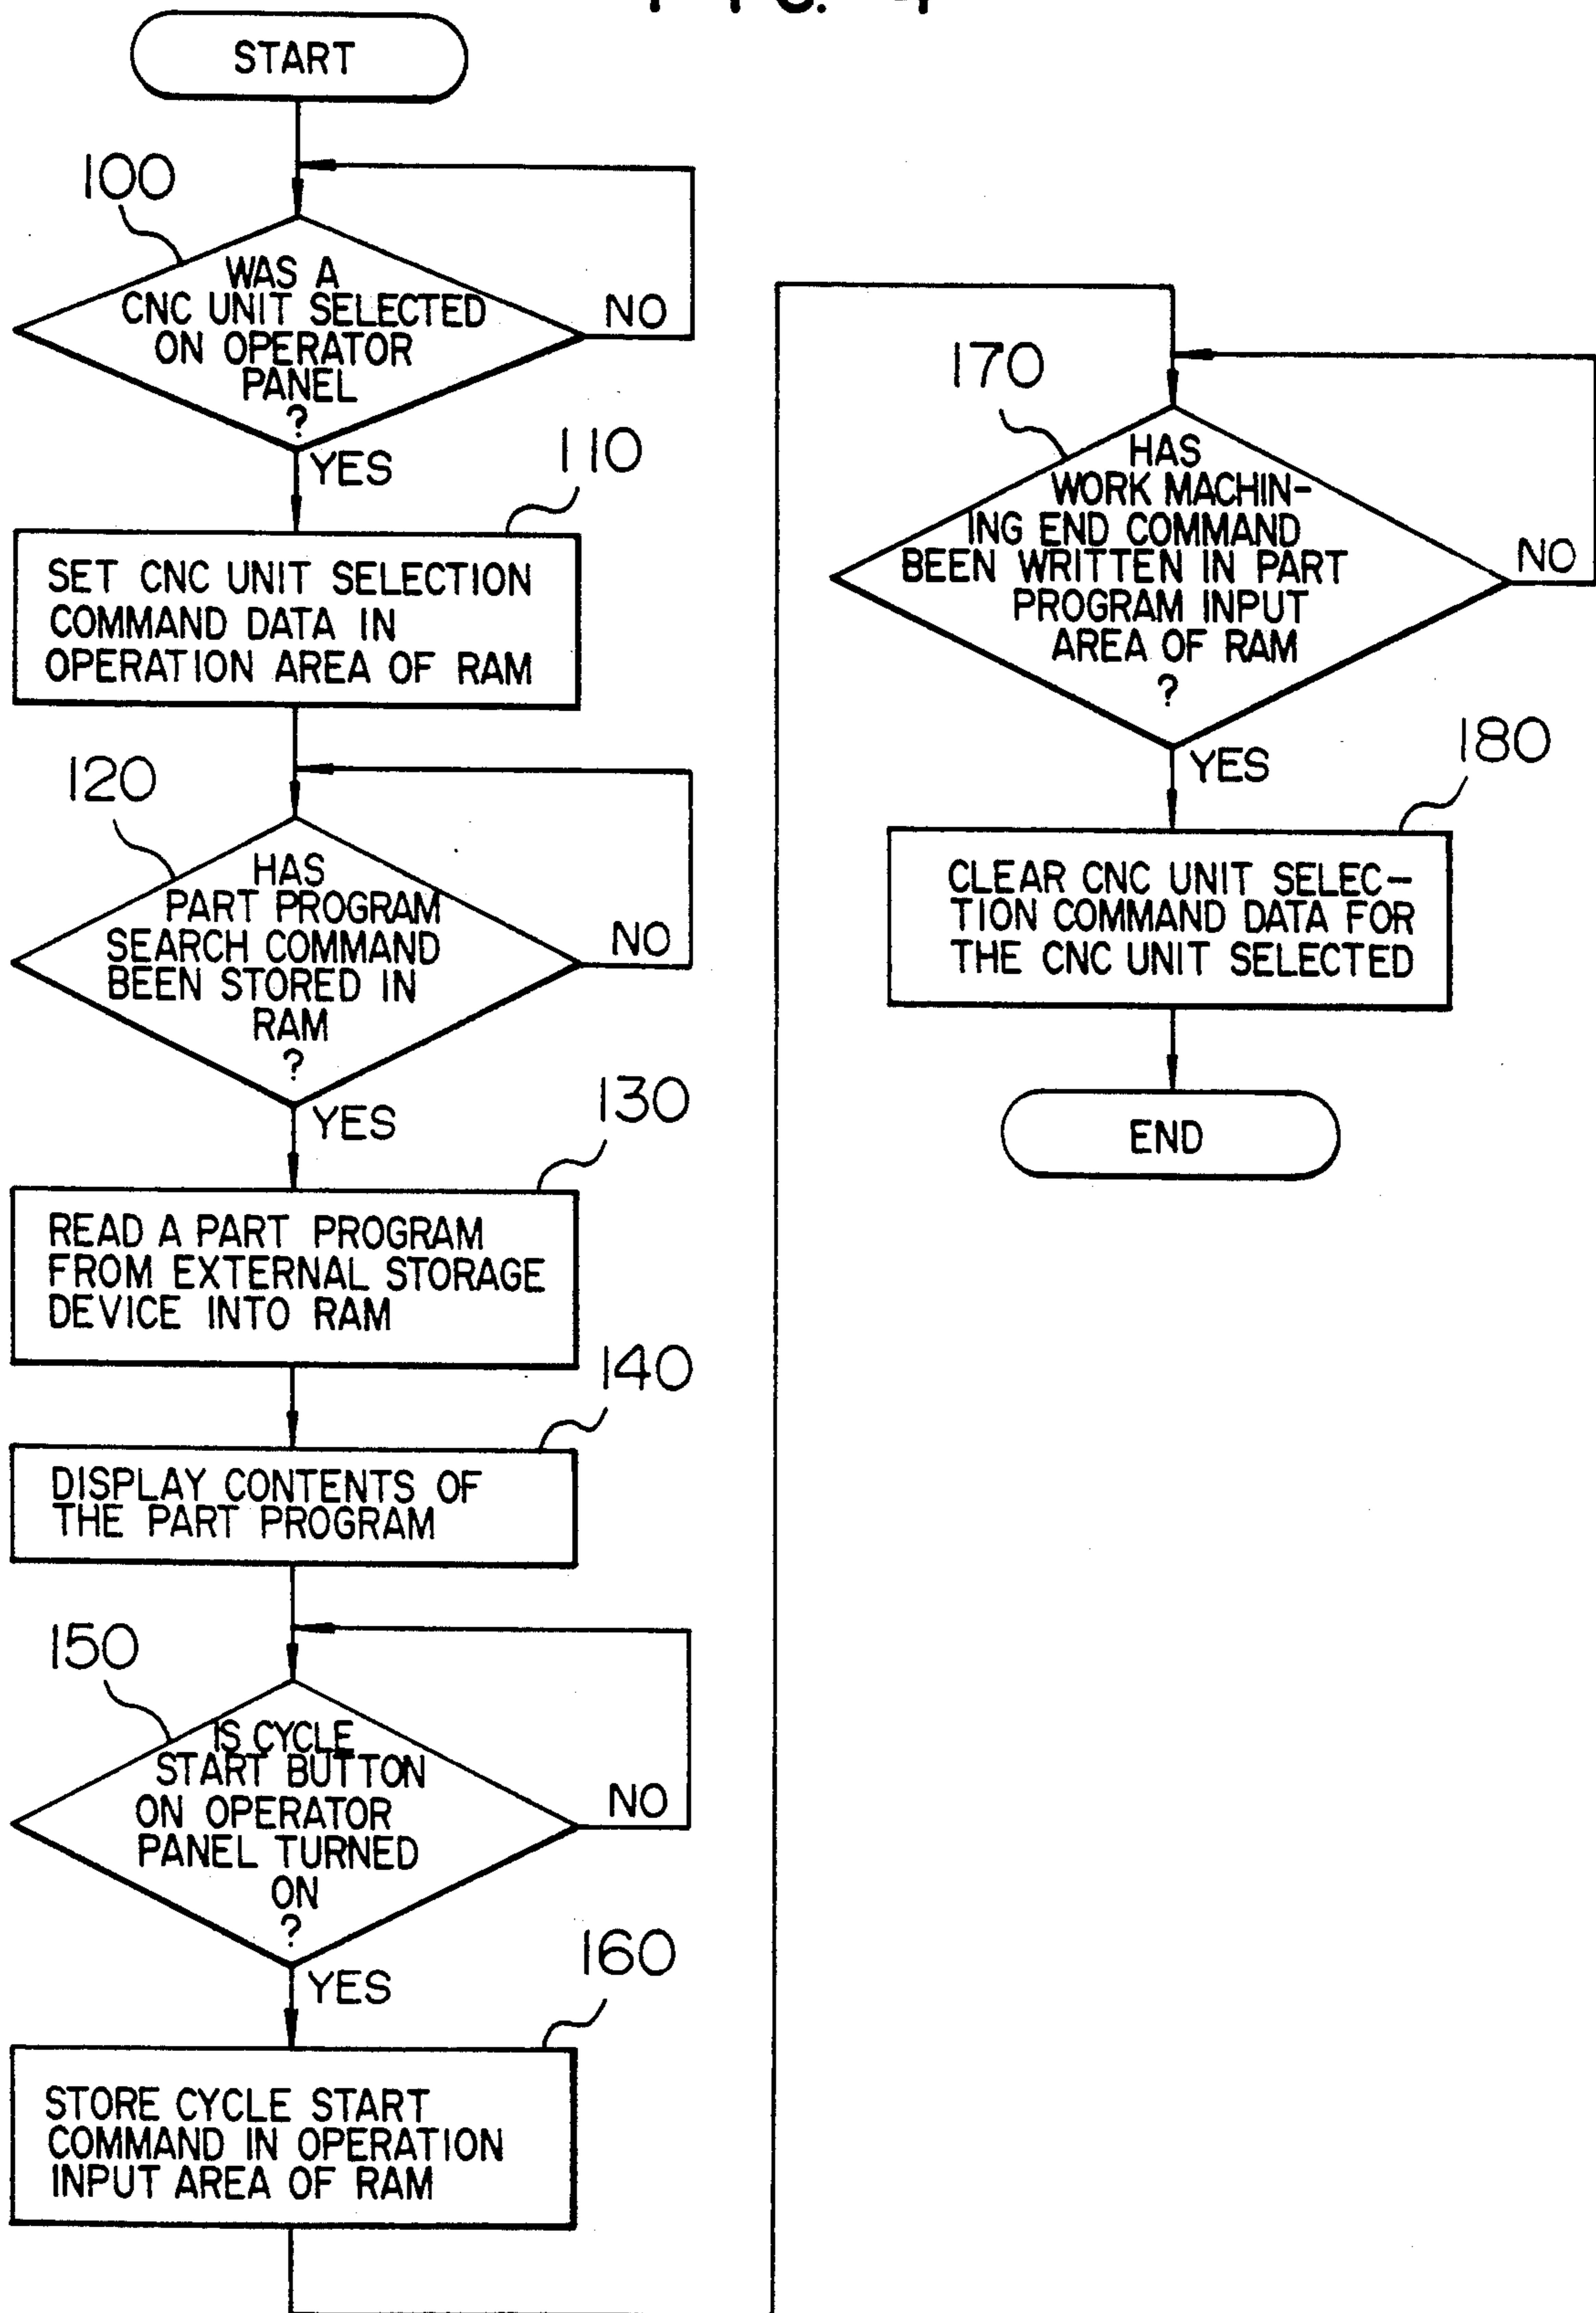 START
100
WAS A
CNC UNIT SELECTED
ON OPERATOR
PANEL
?
NO
YES
110
SET CNC UNIT SELECTION
COMMAND DATA IN
OPERATION AREA OF RAM
120
HAS
PART PROGRAM
SEARCH COMMAND
BEEN STORED IN
RAM
?
NO
YES
130
READ A PART PROGRAM
FROM EXTERNAL STORAGE
DEVICE INTO RAM
140
DISPLAY CONTENTS OF
THE PART PROGRAM
150
IS CYCLE
START BUTTON
ON OPERATOR
PANEL TURNED
ON
?
NO
YES
160
STORE CYCLE START
COMMAND IN OPERATION
INPUT AREA OF RAM
170
HAS
WORK MACHIN-
ING END COMMAND
BEEN WRITTEN IN PART
PROGRAM INPUT
AREA OF RAM
?
NO
YES
180
CLEAR CNC UNIT SELEC-
TION COMMAND DATA FOR
THE CNC UNIT SELECTED
END